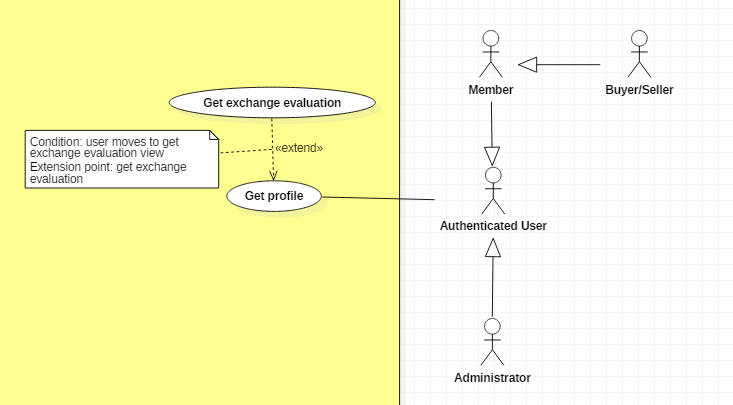 Member
Buyer/Seller
Get exchange evaluation
Condition: user moves to get
exchange evaluation view
Extension point: get exchange
evaluation
«extend»
Get profile
Authenticated User
Administrator